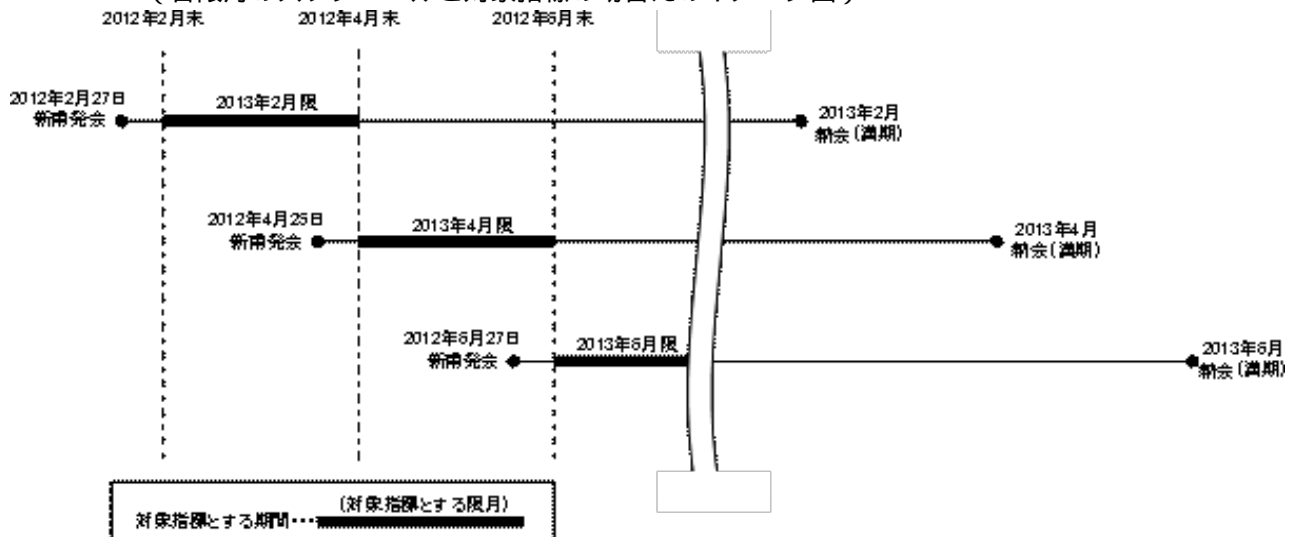 2012年2月末
2012年4月末
2012年6月末
2012年2月27日
新甫発会
2013年2月限
2013年2月
納会(満期)
2012年4月25日
新甫発会
2013年4月限
2013年4月
納会(満期)
2012年6月27日
新甫発会
2013年6月限
2013年6月
納会(満期)
(対象指標とする限月)
対象指標とする期間…